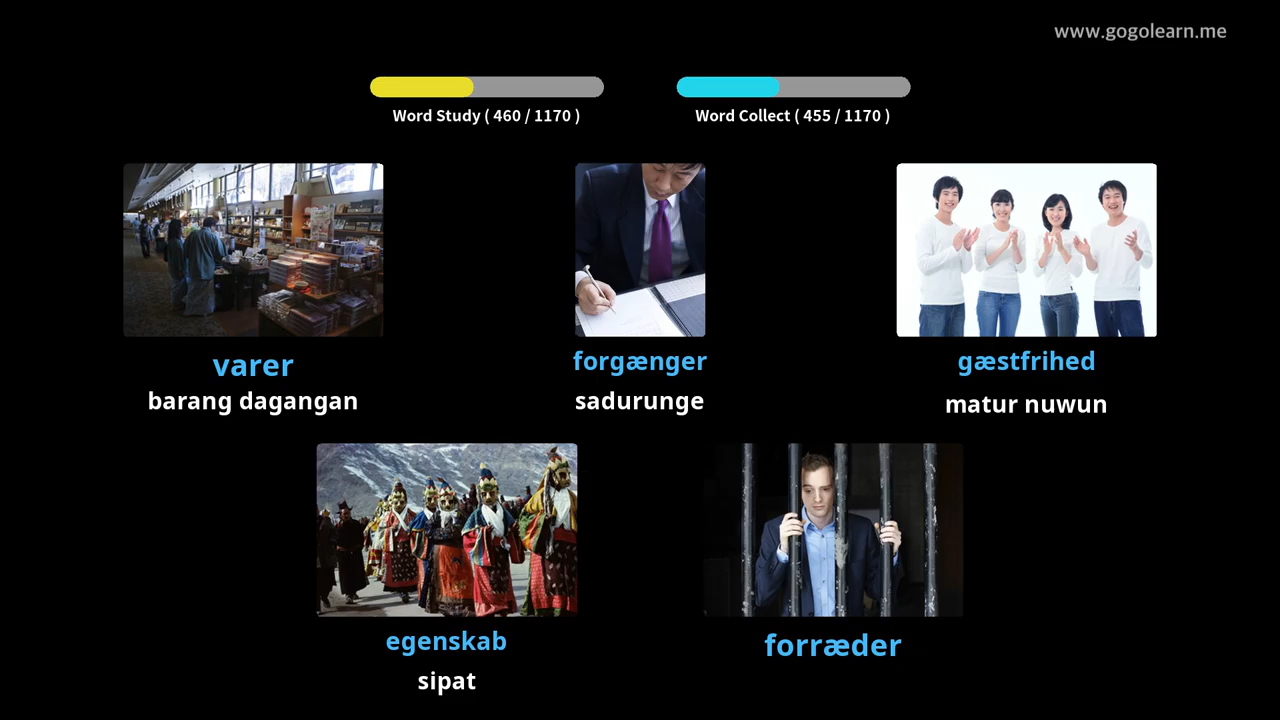 www.gogolearn.me
Word Study ( 460 / 1170 )
Word Collect ( 455 / 1170 )
varer
barang dagangan
forgænger
sadurunge
gæstfrihed
matur nuwun
egenskab
sipat
forræder